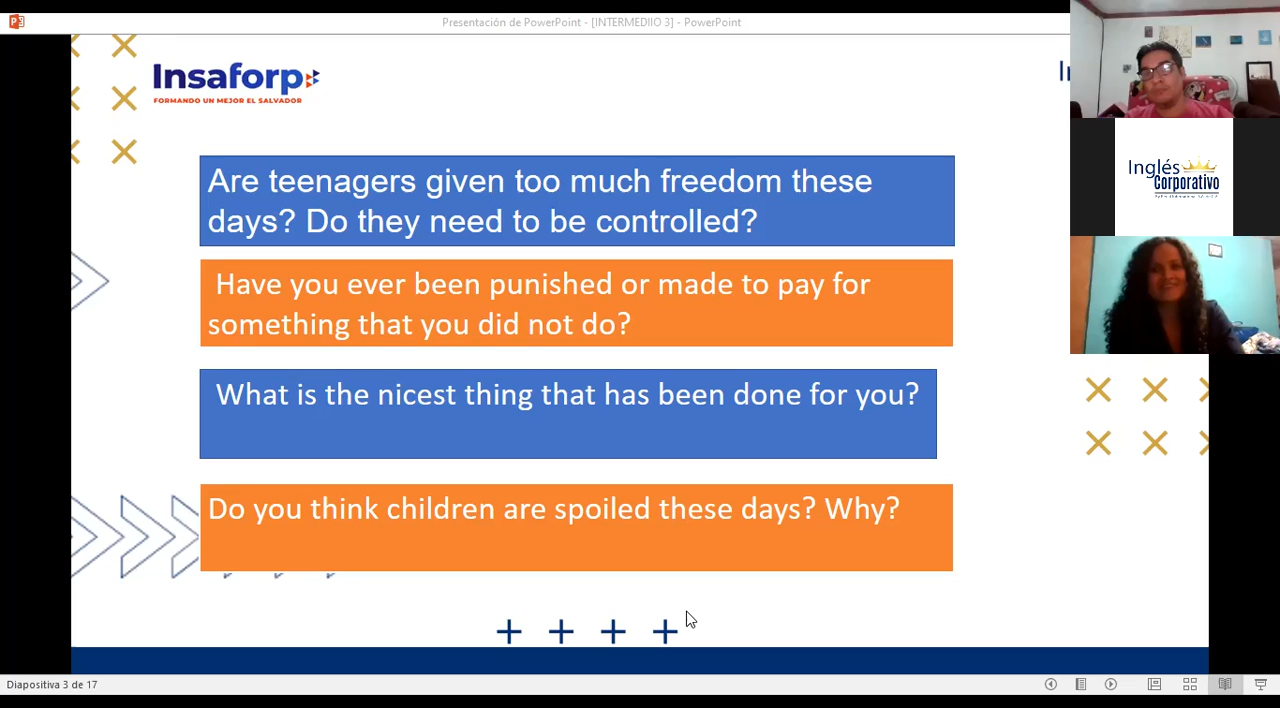 Presentación de PowerPoint - [INTERMEDIIO 3] - PowerPoint
Insaforp
FORMANDO UN MEJOR EL SALVADOR
Are teenagers given too much freedom these
days? Do they need to be controlled?
Have you ever been punished or made to pay for
something that you did not do?
What is the nicest thing that has been done for you?
Do you think children are spoiled these days? Why?
Inglés
Corporativo
Diapositiva 3 de 17